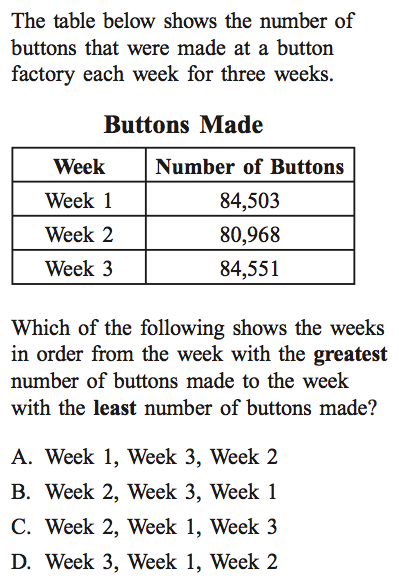 The table below shows the number of
buttons that were made at a button
factory each week for three weeks.
Buttons Made
Week Number of Buttons
Week 1 84,503
Week 2 80,968
Week 3 84,551
Which of the following shows the weeks
in order from the week with the greatest
number of buttons made to the week
with the least number of buttons made?
A. Week 1, Week 3, Week 2
B. Week 2, Week 3, Week 1
C. Week 2, Week 1, Week 3
D. Week 3, Week 1, Week 2